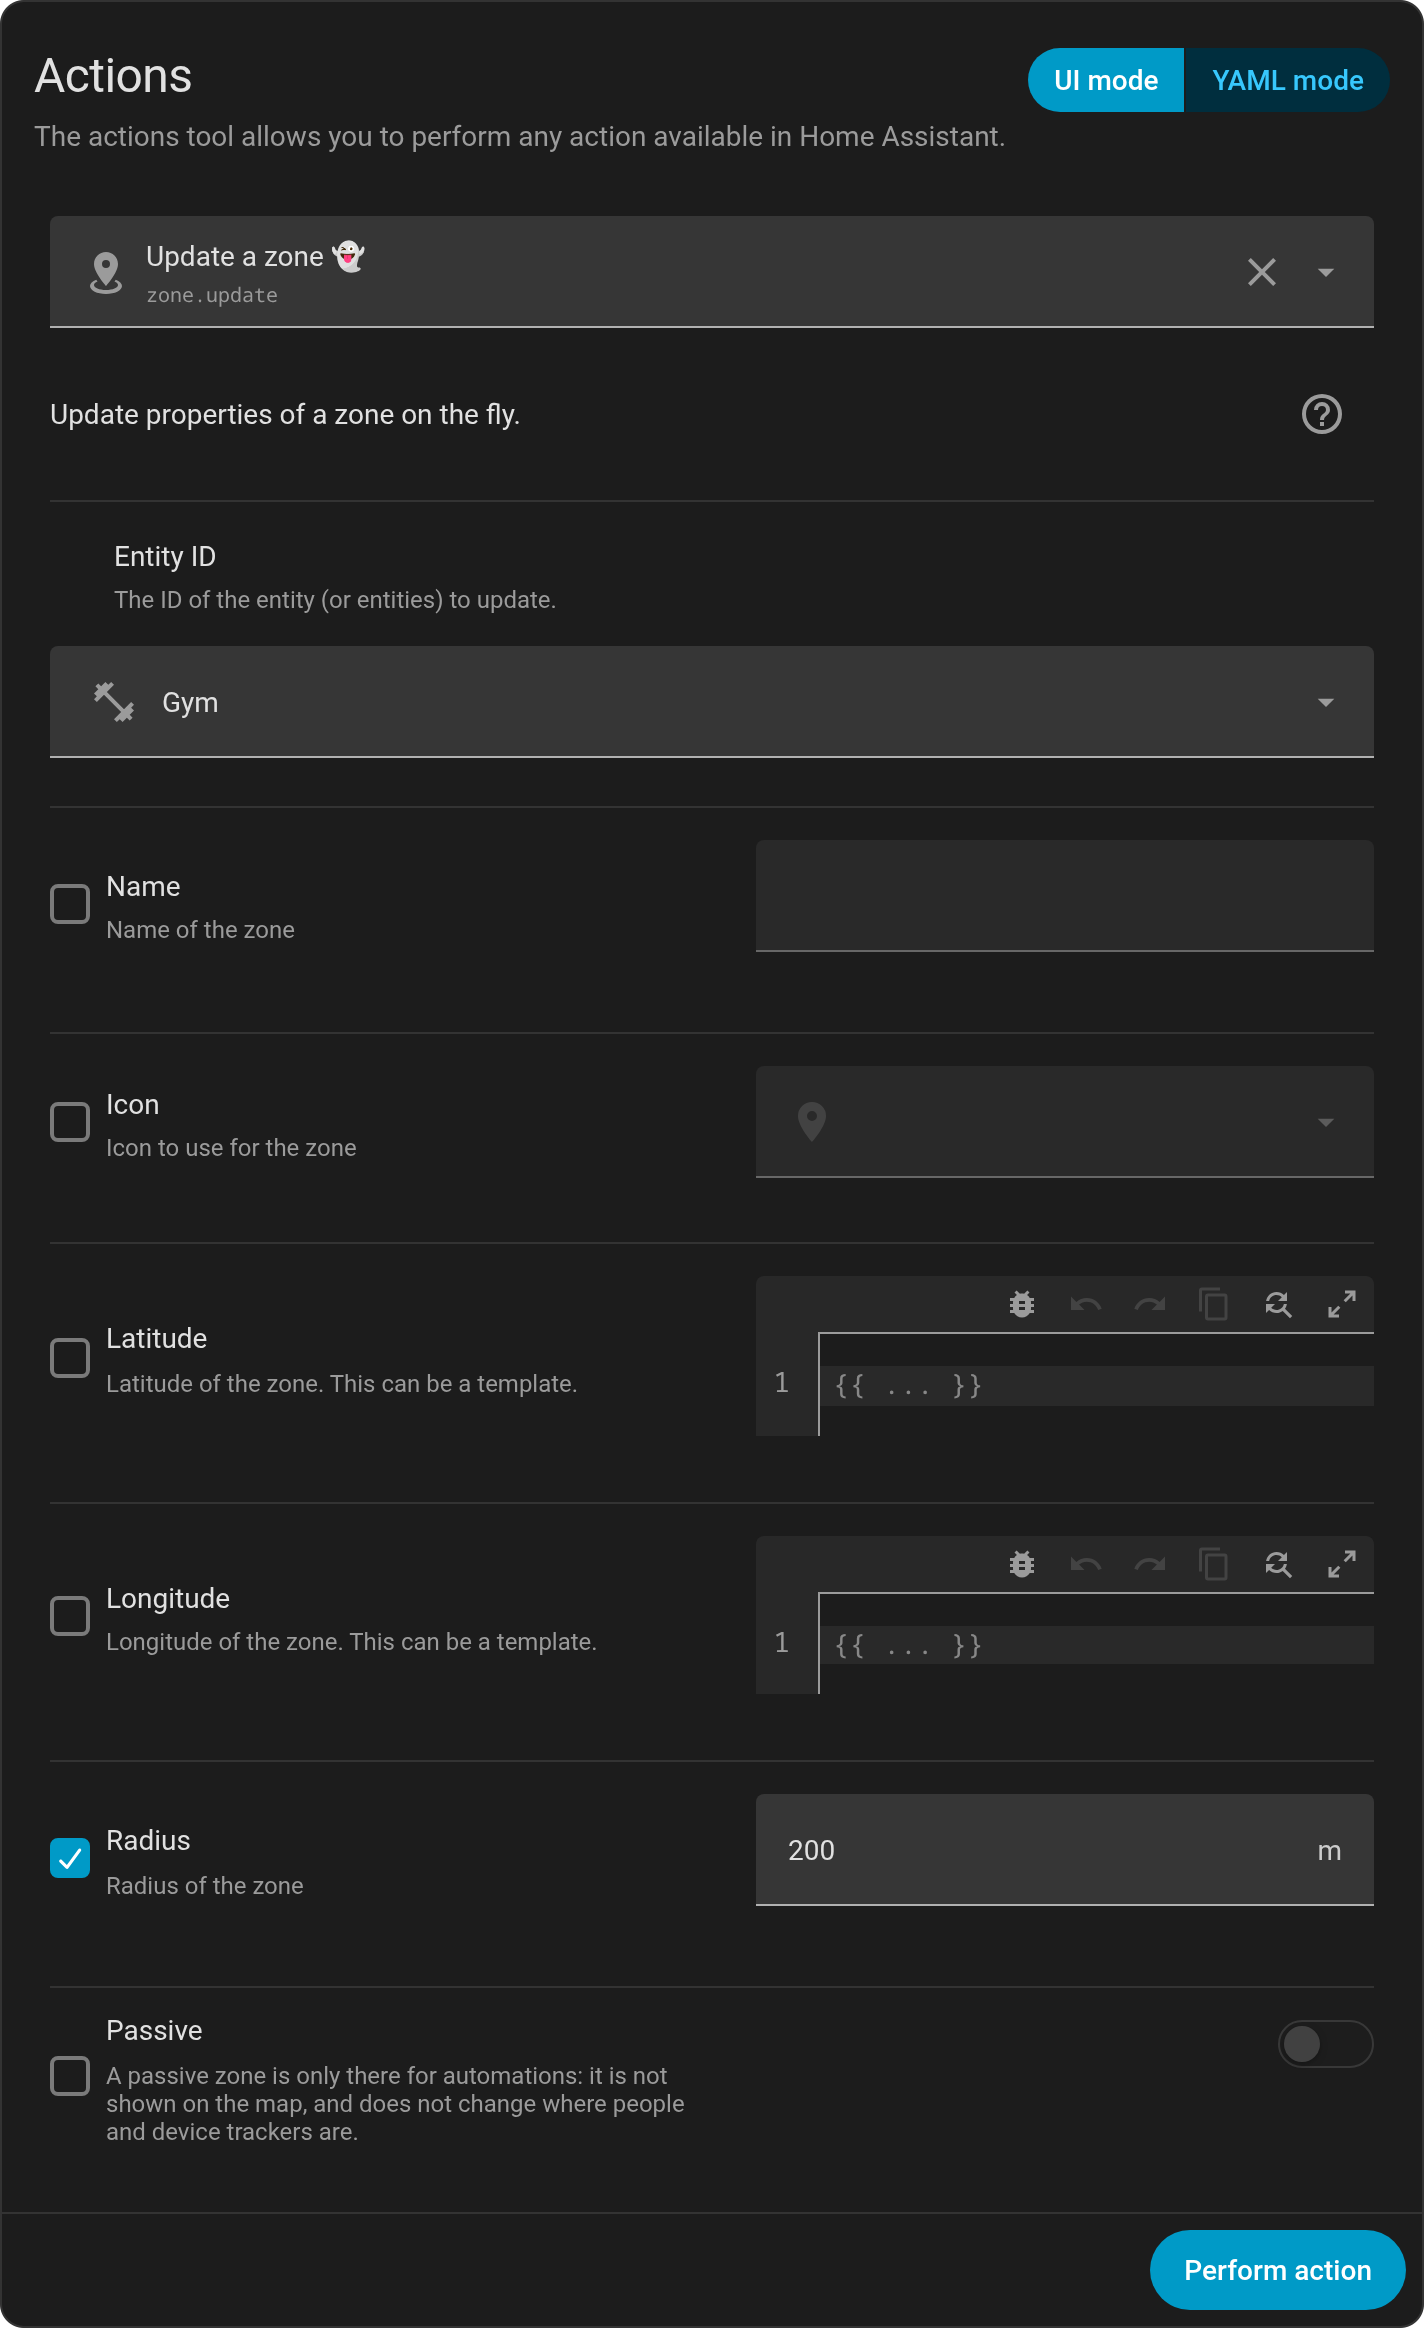 Actions
UI mode
YAML mode
The actions tool allows you to perform any action available in Home Assistant.
Update a zone 👻
zone.update
Update properties of a zone on the fly.
Entity ID
The ID of the entity (or entities) to update.
Gym
Name
Name of the zone
Icon
Icon to use for the zone
Latitude
Latitude of the zone. This can be a template.
1
{{ ... }}
Longitude
Longitude of the zone. This can be a template.
1
{{ ... }}
Radius
Radius of the zone
200
m
Passive
A passive zone is only there for automations: it is not
shown on the map, and does not change where people
and device trackers are.
Perform action